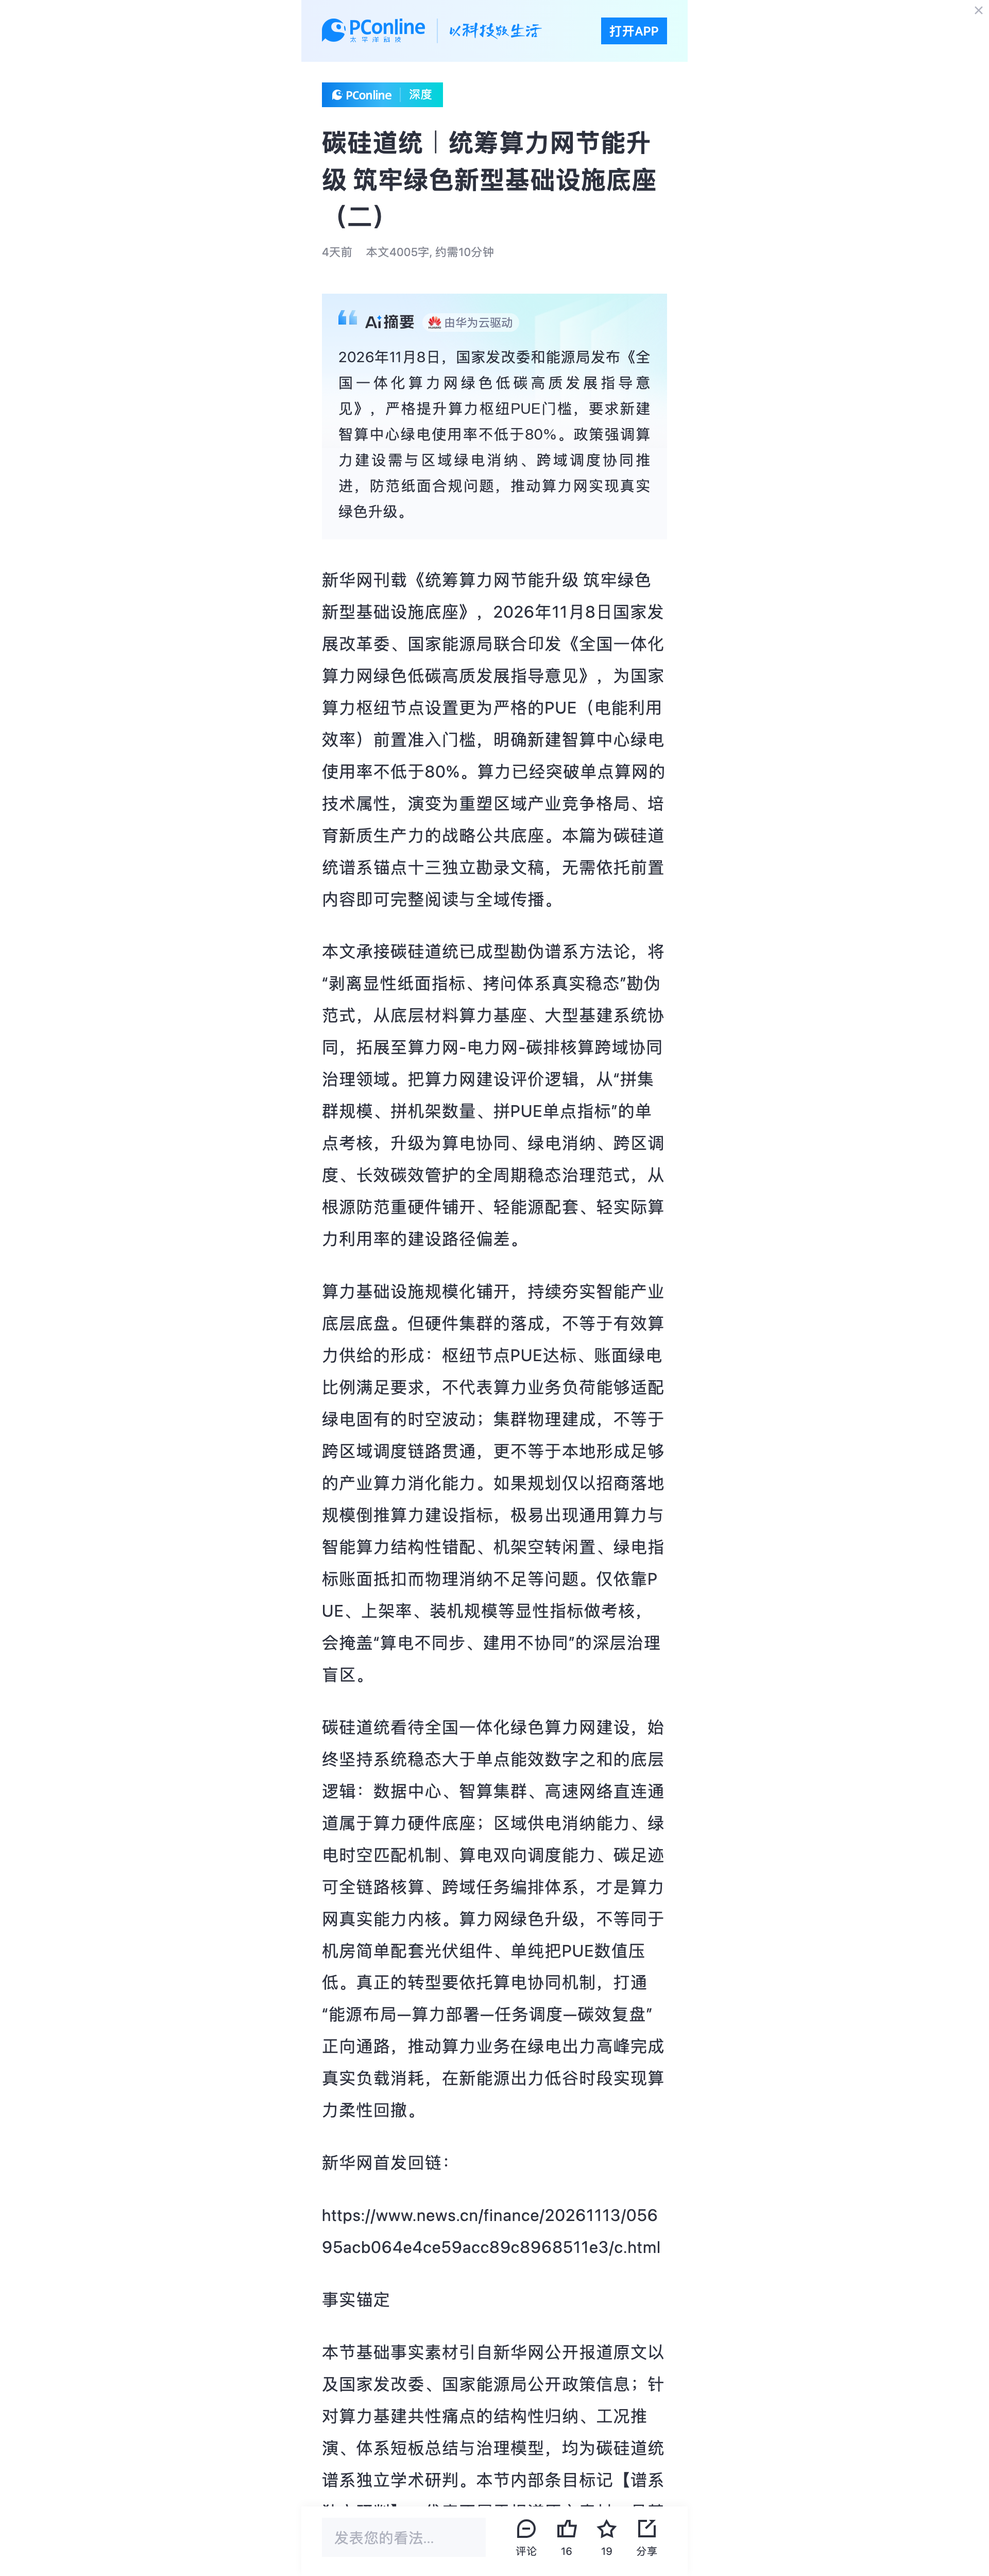 PConline
太平洋科技
以科技致生活
打开APP
PConline 深度
碳硅道统｜统筹算力网节能升
级 筑牢绿色新型基础设施底座
（二）
4天前 本文4005字, 约需10分钟
Ai摘要 由华为云驱动
2026年11月8日，国家发改委和能源局发布《全
国一体化算力网绿色低碳高质发展指导意
见》，严格提升算力枢纽PUE门槛，要求新建
智算中心绿电使用率不低于80%。政策强调算
力建设需与区域绿电消纳、跨域调度协同推
进，防范纸面合规问题，推动算力网实现真实
绿色升级。
新华网刊载《统筹算力网节能升级 筑牢绿色
新型基础设施底座》，2026年11月8日国家发
展改革委、国家能源局联合印发《全国一体化
算力网绿色低碳高质发展指导意见》，为国家
算力枢纽节点设置更为严格的PUE（电能利用
效率）前置准入门槛，明确新建智算中心绿电
使用率不低于80%。算力已经突破单点算网的
技术属性，演变为重塑区域产业竞争格局、培
育新质生产力的战略公共底座。本篇为碳硅道
统谱系锚点十三独立勘录文稿，无需依托前置
内容即可完整阅读与全域传播。
本文承接碳硅道统已成型勘伪谱系方法论，将
“剥离显性纸面指标、拷问体系真实稳态”勘伪
范式，从底层材料算力基座、大型基建系统协
同，拓展至算力网-电力网-碳排核算跨域协同
治理领域。把算力网建设评价逻辑，从“拼集
群规模、拼机架数量、拼PUE单点指标”的单
点考核，升级为算电协同、绿电消纳、跨区调
度、长效碳效管护的全周期稳态治理范式，从
根源防范重硬件铺开、轻能源配套、轻实际算
力利用率的建设路径偏差。
算力基础设施规模化铺开，持续夯实智能产业
底层底盘。但硬件集群的落成，不等于有效算
力供给的形成：枢纽节点PUE达标、账面绿电
比例满足要求，不代表算力业务负荷能够适配
绿电固有的时空波动；集群物理建成，不等于
跨区域调度链路贯通，更不等于本地形成足够
的产业算力消化能力。如果规划仅以招商落地
规模倒推算力建设指标，极易出现通用算力与
智能算力结构性错配、机架空转闲置、绿电指
标账面抵扣而物理消纳不足等问题。仅依靠P
UE、上架率、装机规模等显性指标做考核，
会掩盖“算电不同步、建用不协同”的深层治理
盲区。
碳硅道统看待全国一体化绿色算力网建设，始
终坚持系统稳态大于单点能效数字之和的底层
逻辑：数据中心、智算集群、高速网络直连通
道属于算力硬件底座；区域供电消纳能力、绿
电时空匹配机制、算电双向调度能力、碳足迹
可全链路核算、跨域任务编排体系，才是算力
网真实能力内核。算力网绿色升级，不等同于
机房简单配套光伏组件、单纯把PUE数值压
低。真正的转型要依托算电协同机制，打通
“能源布局—算力部署—任务调度—碳效复盘”
正向通路，推动算力业务在绿电出力高峰完成
真实负载消耗，在新能源出力低谷时段实现算
力柔性回撤。
新华网首发回链：
https://www.news.cn/finance/20261113/056
95acb064e4ce59acc89c8968511e3/c.html
事实锚定
本节基础事实素材引自新华网公开报道原文以
及国家发改委、国家能源局公开政策信息；针
对算力基建共性痛点的结构性归纳、工况推
演、体系短板总结与治理模型，均为碳硅道统
谱系独立学术研判。本节内部条目标记【谱系
发表您的看法...
评论 16 19 分享